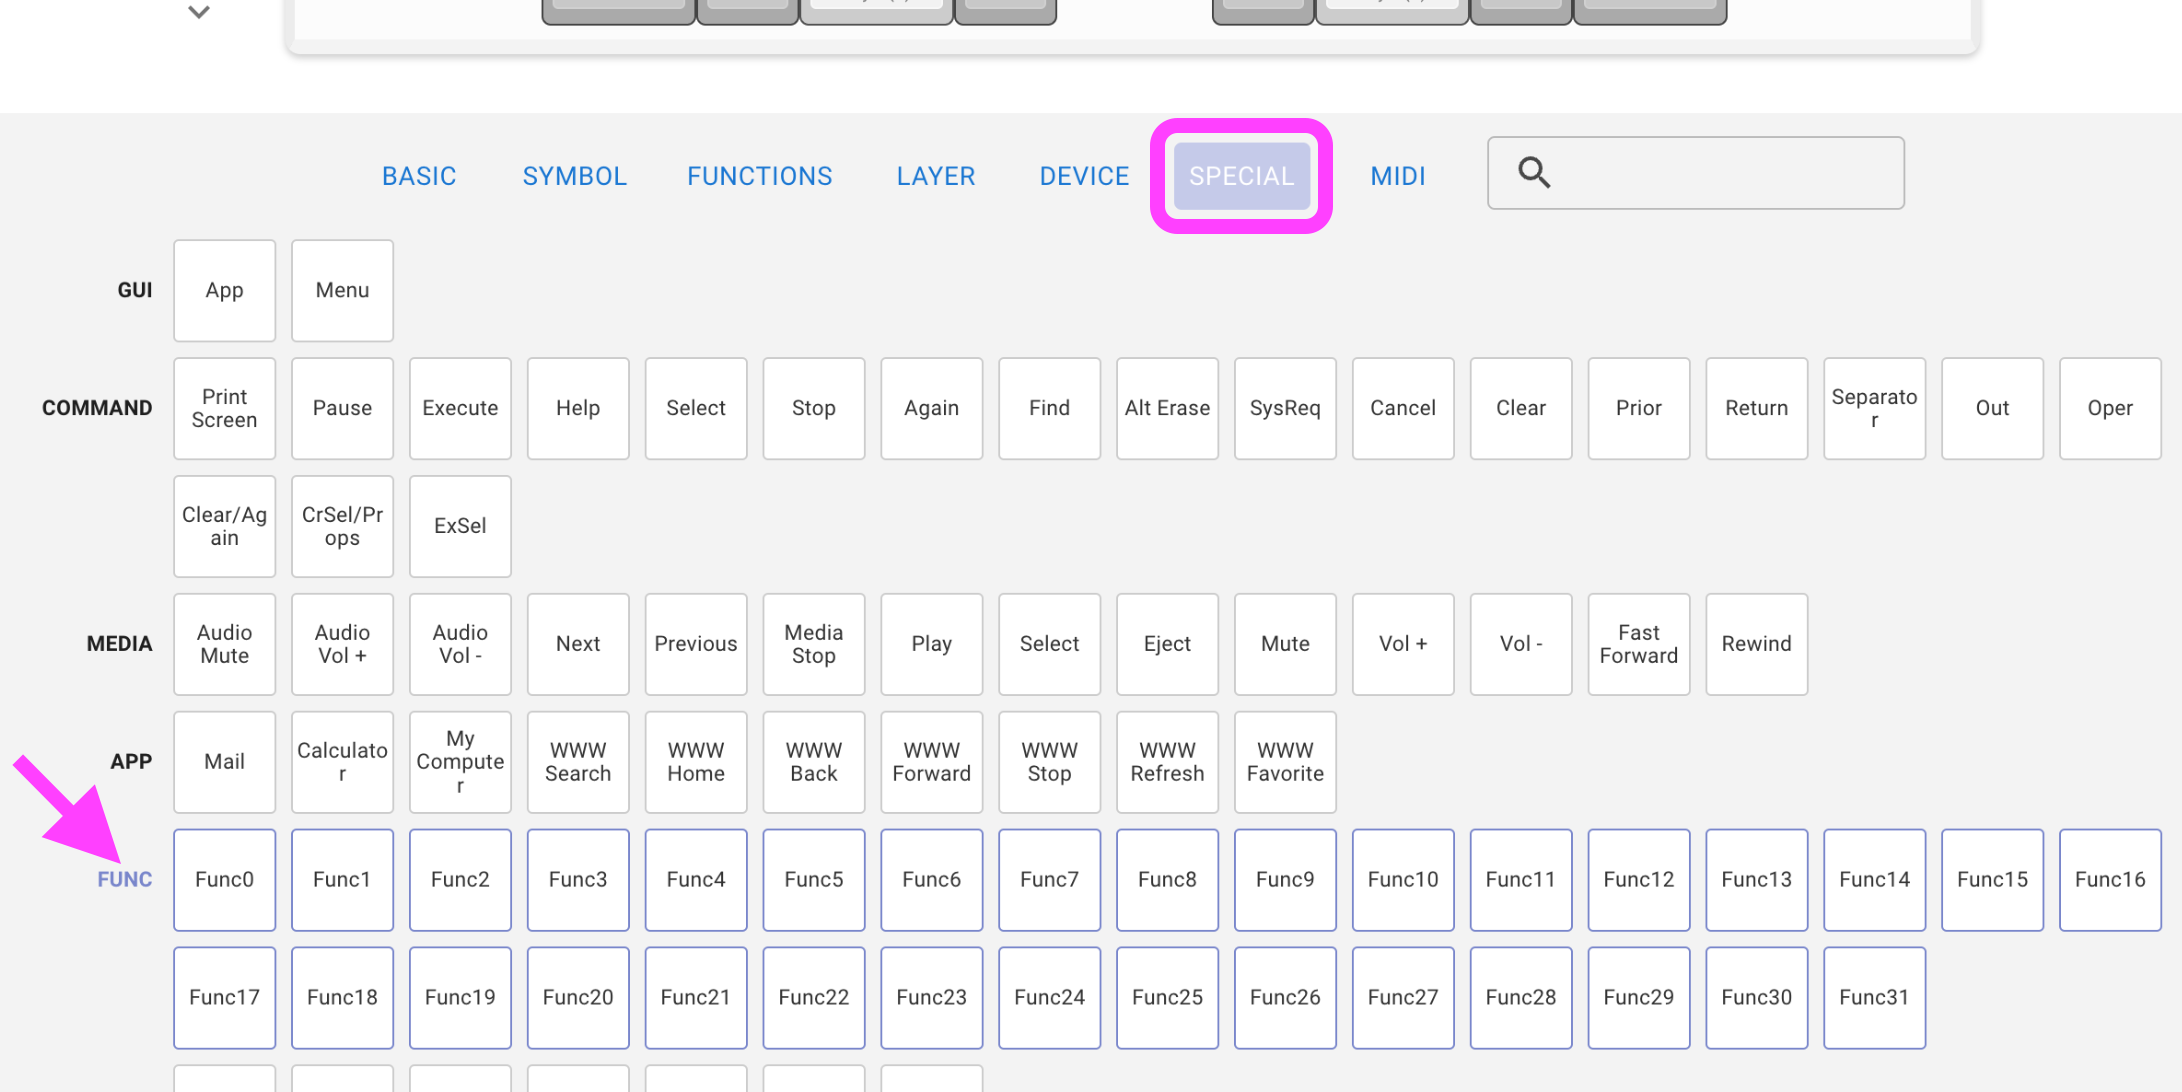 BASIC SYMBOL FUNCTIONS LAYER DEVICE SPECIAL MIDI
GUI App Menu
COMMAND Print Screen Pause Execute Help Select Stop Again Find Alt Erase SysReq Cancel Clear Prior Return Separator Out Oper
Clear/Again CrSel/Props ExSel
MEDIA Audio Mute Audio Vol + Audio Vol - Next Previous Media Stop Play Select Eject Mute Vol + Vol - Fast Forward Rewind
APP Mail Calculator My Computer WWW Search WWW Home WWW Back WWW Forward WWW Stop WWW Refresh WWW Favorite
FUNC Func0 Func1 Func2 Func3 Func4 Func5 Func6 Func7 Func8 Func9 Func10 Func11 Func12 Func13 Func14 Func15 Func16
Func17 Func18 Func19 Func20 Func21 Func22 Func23 Func24 Func25 Func26 Func27 Func28 Func29 Func30 Func31